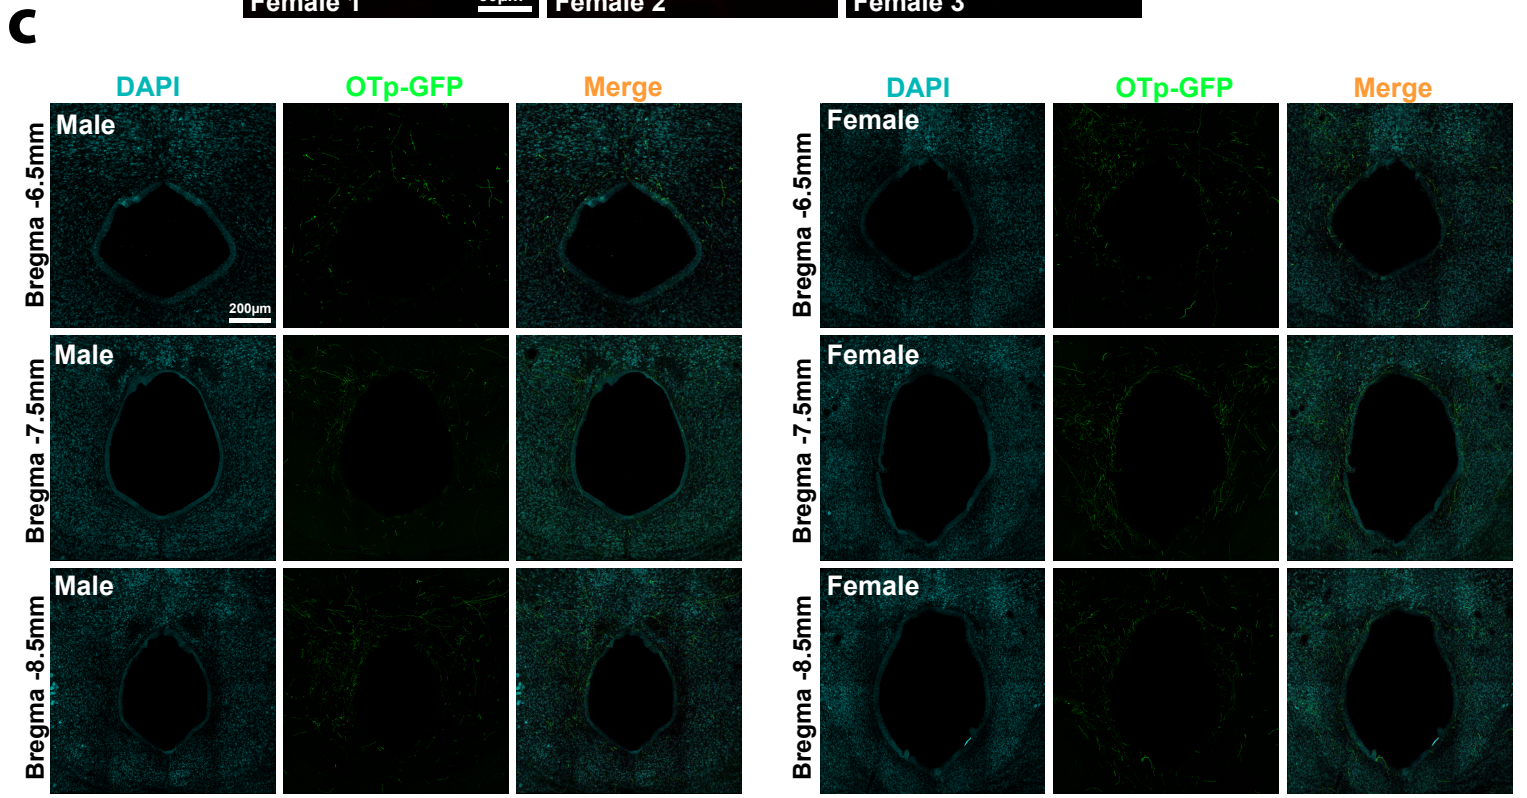 Female 1
Female 2
Female 3
C
DAPI
OTp-GFP
Merge
DAPI
OTp-GFP
Merge
Bregma -6.5mm
Male
200µm
Bregma -6.5mm
Female
Bregma -7.5mm
Male
Bregma -7.5mm
Female
Bregma -8.5mm
Male
Bregma -8.5mm
Female